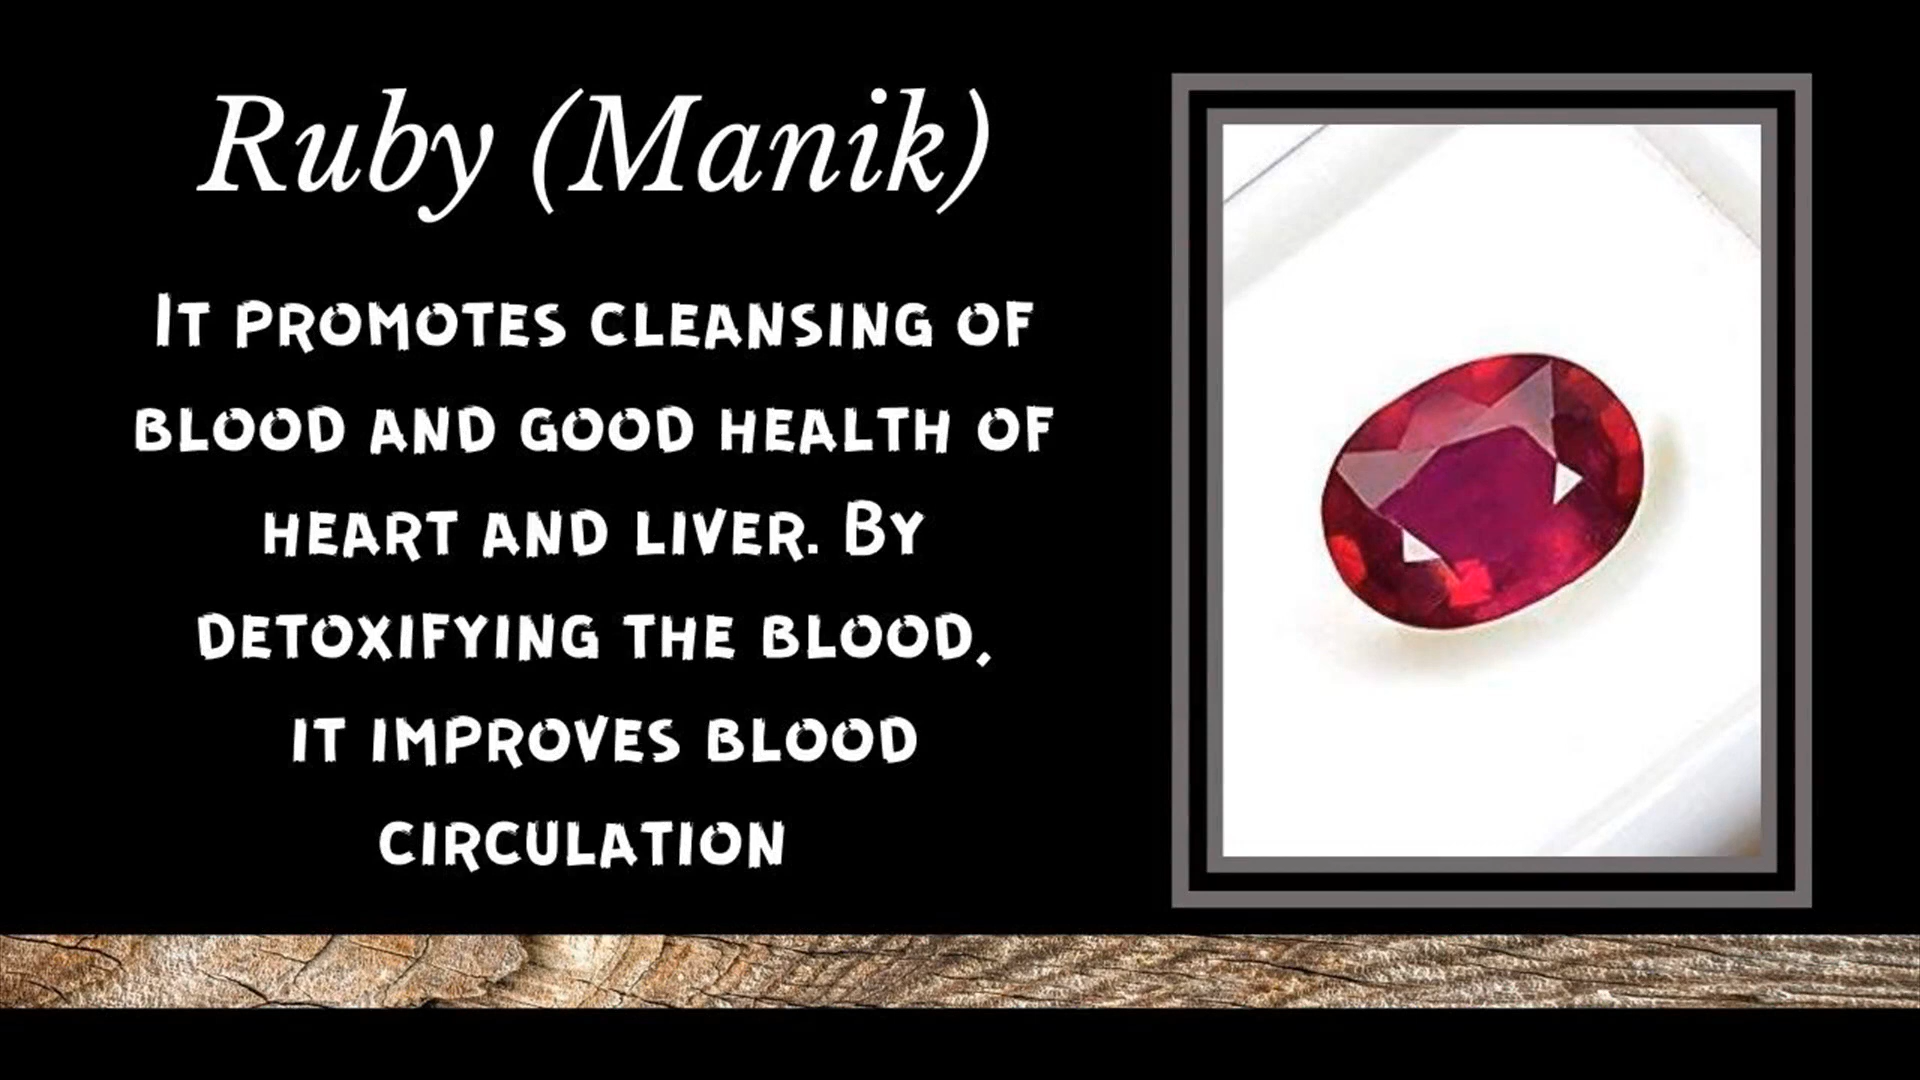 Ruby (Manik)
It promotes cleansing of
blood and good health of
heart and liver. By
detoxifying the blood,
it improves blood
circulation